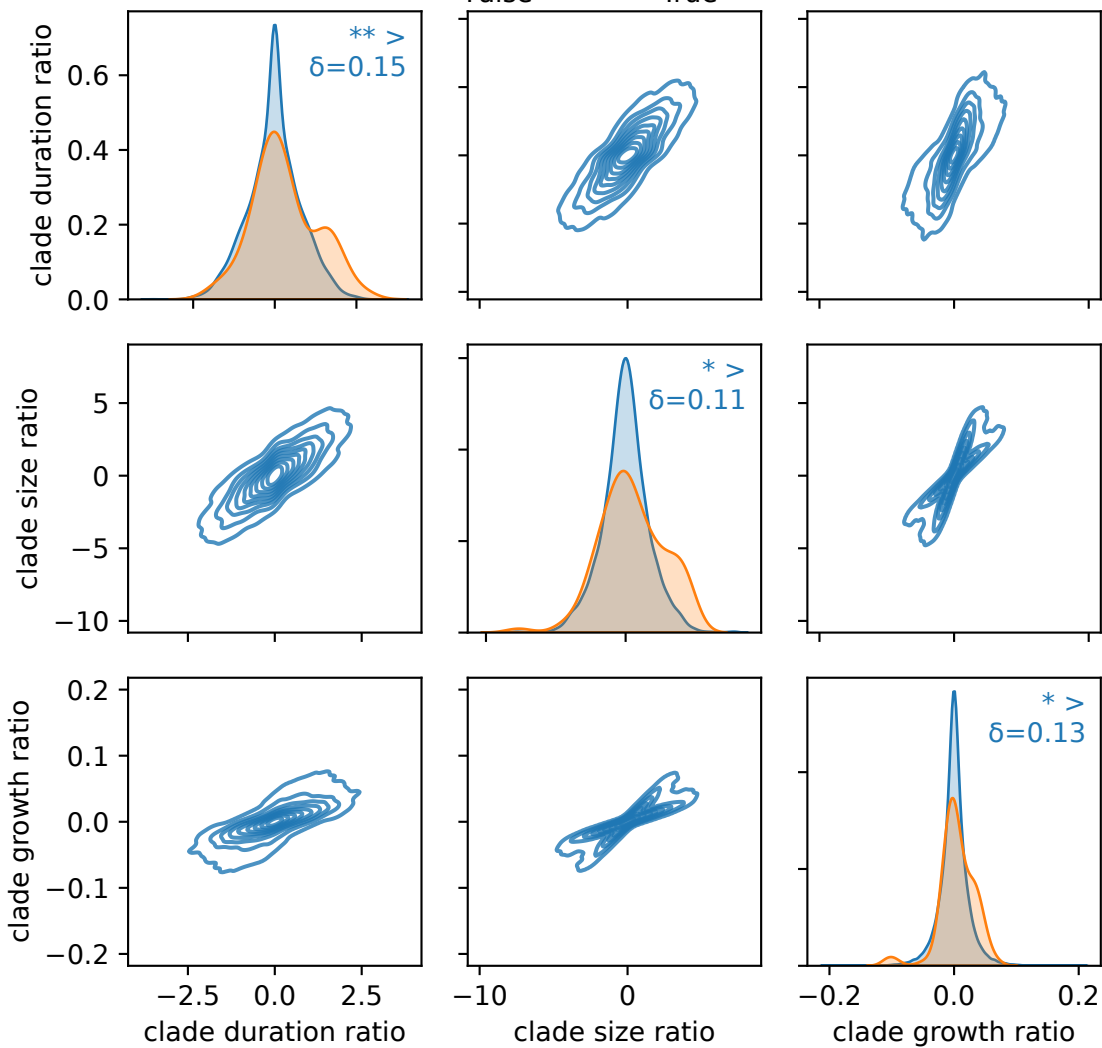 False True
clade duration ratio
0.6
0.4
0.2
0.0
** >
δ=0.15
clade size ratio
5
0
−5
−10
* >
δ=0.11
clade growth ratio
0.2
0.1
0.0
−0.1
−0.2
* >
δ=0.13
−2.5 0.0 2.5
−10 0
−0.2 0.0 0.2
clade duration ratio
clade size ratio
clade growth ratio